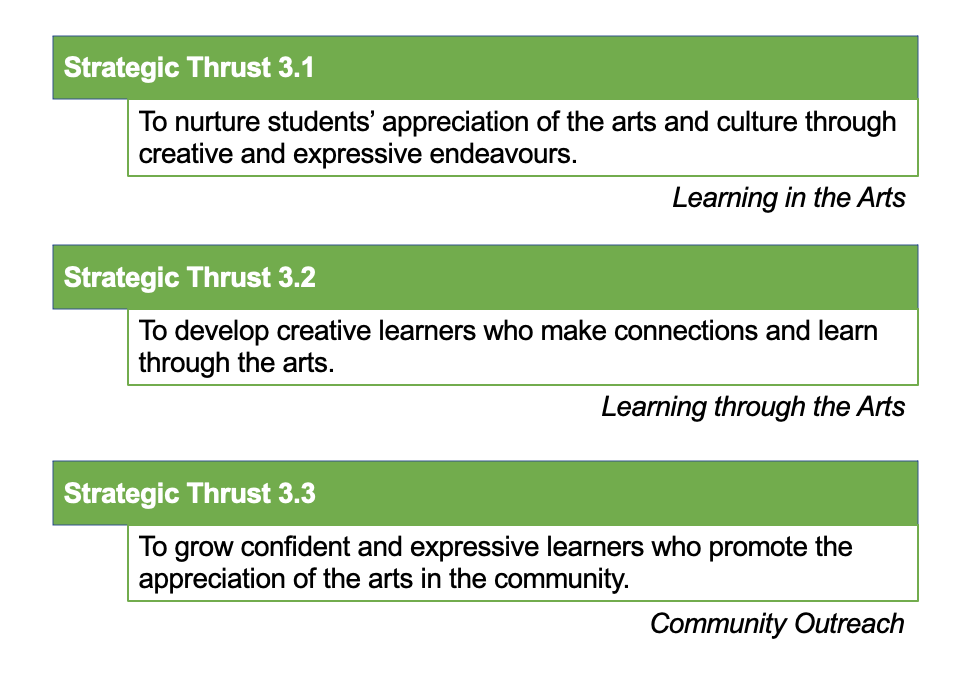 Strategic Thrust 3.1
To nurture students’ appreciation of the arts and culture through
creative and expressive endeavours.
Learning in the Arts
Strategic Thrust 3.2
To develop creative learners who make connections and learn
through the arts.
Learning through the Arts
Strategic Thrust 3.3
To grow confident and expressive learners who promote the
appreciation of the arts in the community.
Community Outreach